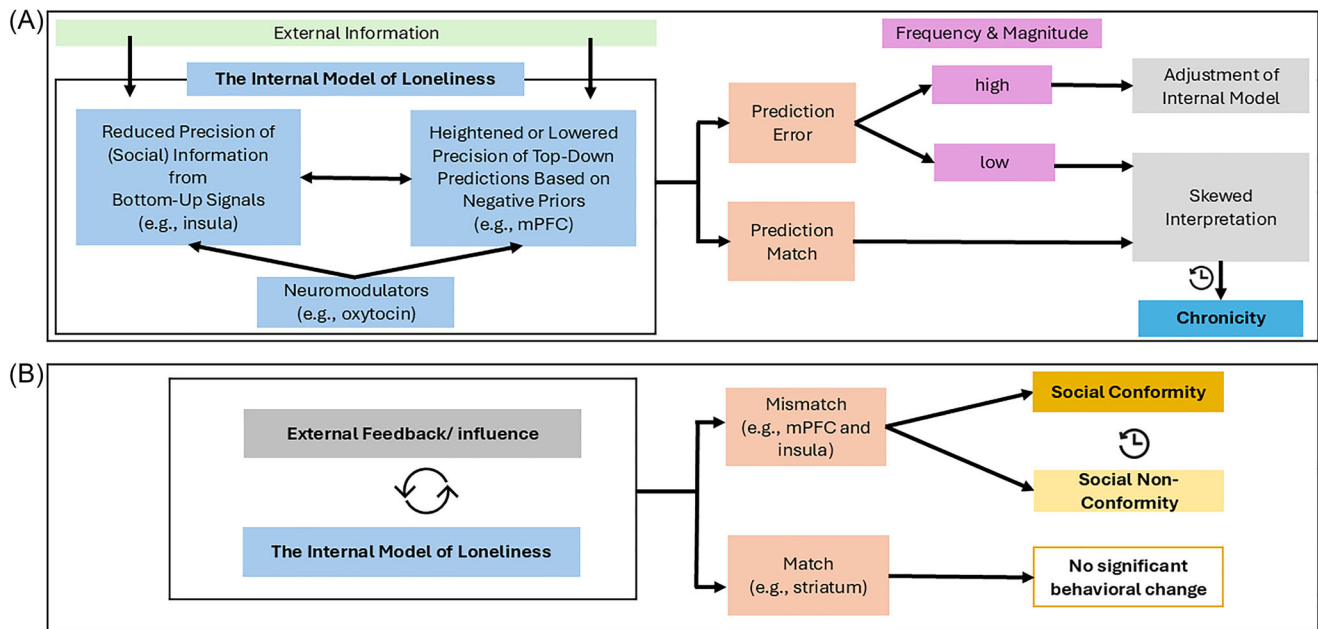 (A)
External Information
The Internal Model of Loneliness
Reduced Precision of
(Social) Information
from
Bottom-Up Signals
(e.g., insula)
Heightened or Lowered
Precision of Top-Down
Predictions Based on
Negative Priors
(e.g., mPFC)
Neuromodulators
(e.g., oxytocin)
Prediction
Error
Prediction
Match
Frequency & Magnitude
high
low
Adjustment of
Internal Model
Skewed
Interpretation
Chronicity
(B)
External Feedback/ influence
The Internal Model of Loneliness
Mismatch
(e.g., mPFC and
insula)
Match
(e.g., striatum)
Social Conformity
Social Non-
Conformity
No significant
behavioral change